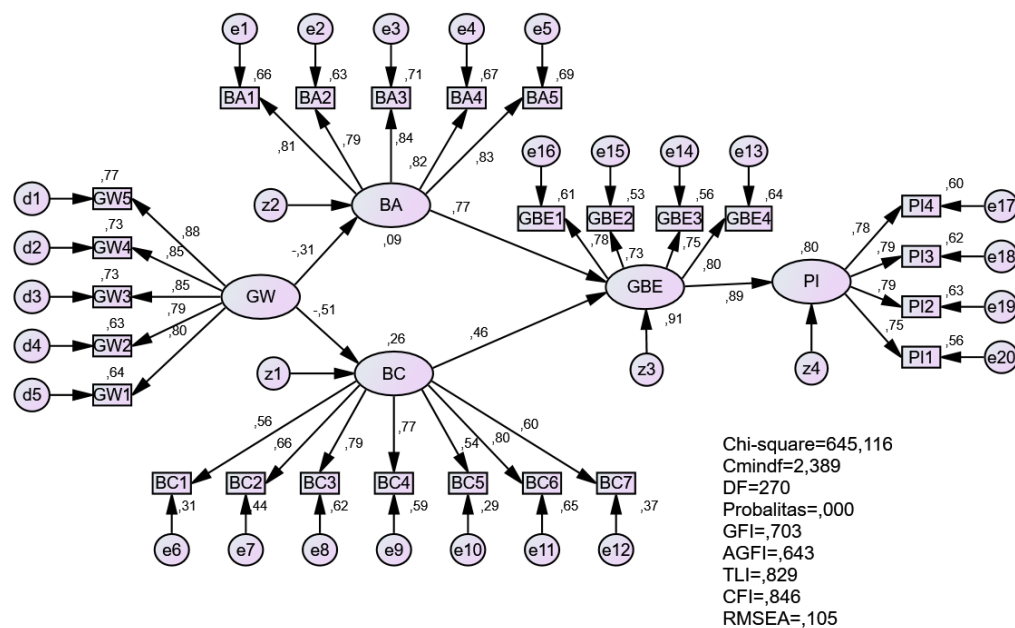 e1 e2 e3 e4 e5
,66 ,63 ,71 ,67 ,69
BA1 BA2 BA3 BA4 BA5
,81 ,79 ,84 ,82 ,83
z2 BA
,09
e16 e15 e14 e13
,61 ,53 ,56 ,64
GBE1 GBE2 GBE3 GBE4
,78 ,73 ,75 ,80
,77
d1 ,77 GW5 ,88
d2 ,73 GW4 ,85
d3 ,73 GW3 ,85
d4 ,63 GW2 ,79
d5 ,64 GW1 ,80
GW
-,31
-,51
GBE
,91
z3
,46
,89
,80
PI
z4
,78 ,60 PI4 e17
,79 ,62 PI3 e18
,79 ,63 PI2 e19
,75 ,56 PI1 e20
,26
z1 BC
,56 ,66 ,79 ,77 ,54 ,80 ,60
BC1 BC2 BC3 BC4 BC5 BC6 BC7
,31 ,44 ,62 ,59 ,29 ,65 ,37
e6 e7 e8 e9 e10 e11 e12
Chi-square=645,116
Cmindf=2,389
DF=270
Probalitas=,000
GFI=,703
AGFI=,643
TLI=,829
CFI=,846
RMSEA=,105